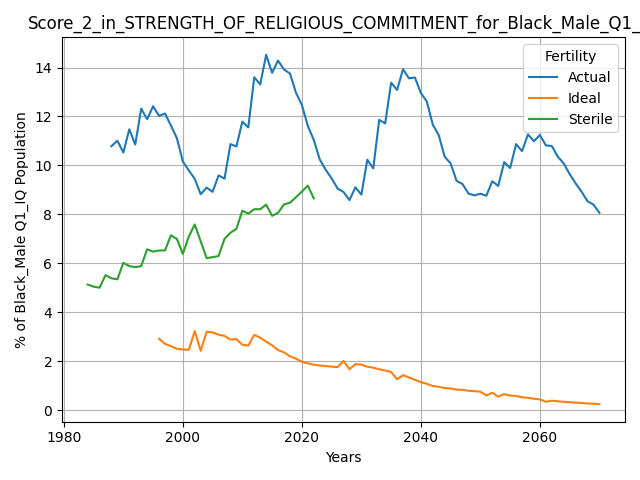 Score_2_in_STRENGTH_OF_RELIGIOUS_COMMITMENT_for_Black_Male_Q1_
Fertility
Actual
Ideal
Sterile
% of Black_Male Q1_IQ Population
14
12
10
8
6
4
2
0
1980 2000 2020 2040 2060
Years